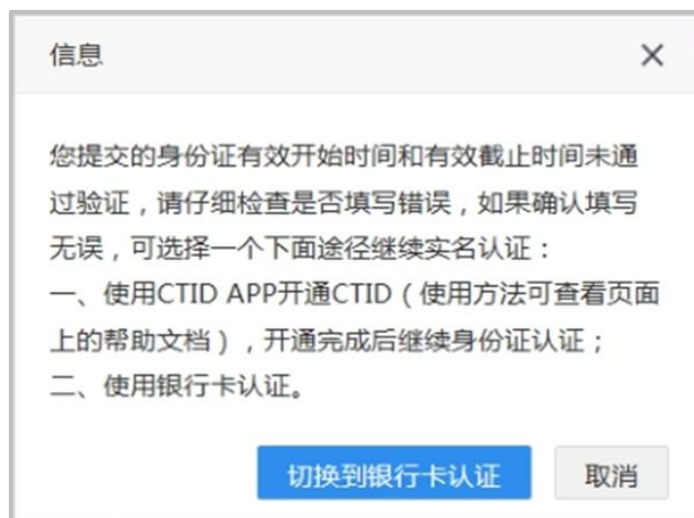 信息
您提交的身份证有效开始时间和有效截止时间未通
过验证，请仔细检查是否填写错误，如果确认填写
无误，可选择一个下面途径继续实名认证：
一、使用CTID APP开通CTID（使用方法可查看页面
上的帮助文档），开通完成后继续身份证认证；
二、使用银行卡认证。
切换到银行卡认证
取消